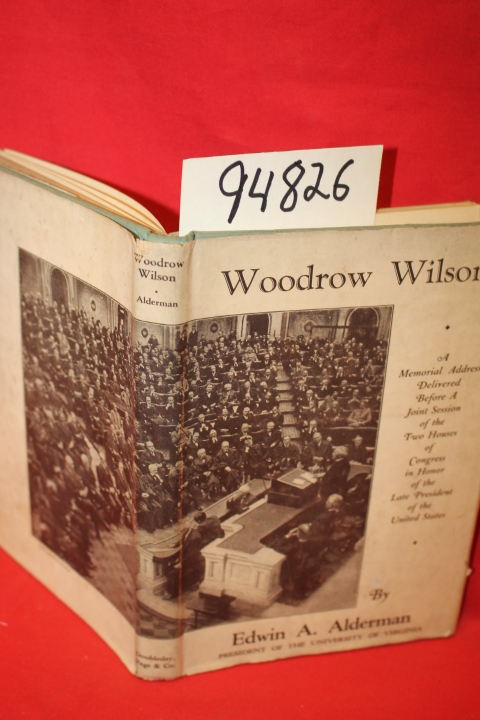 94826
Woodrow
Wilson
Alderman
Doubleday,
Page & Co.
Woodrow Wilson
A
Memorial Address
Delivered
Before A
Joint Session
of the
Two Houses
of
Congress
in Honor
of the
Late President
of the
United States
By
Edwin A. Alderman
PRESIDENT OF THE UNIVERSITY OF VIRGINIA